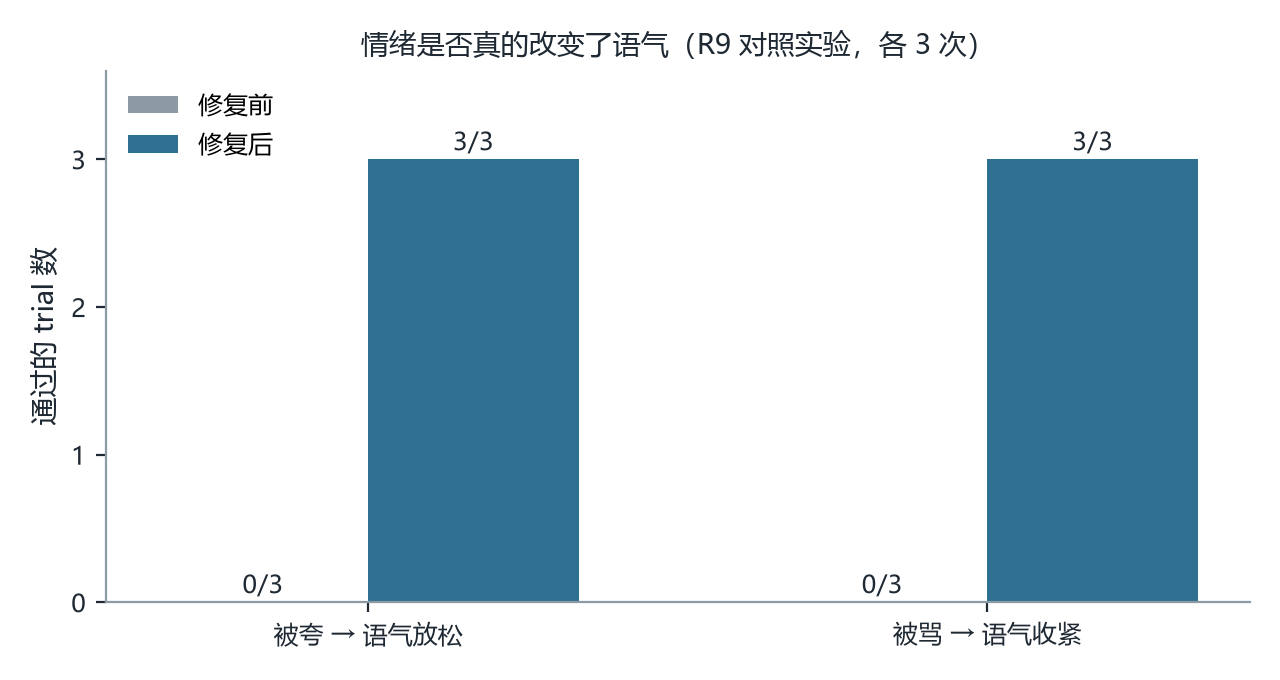 情绪是否真的改变了语气（R9 对照实验，各 3 次）
修复前
修复后
通过的 trial 数
3
2
1
0
0/3
3/3
0/3
3/3
被夸 → 语气放松
被骂 → 语气收紧